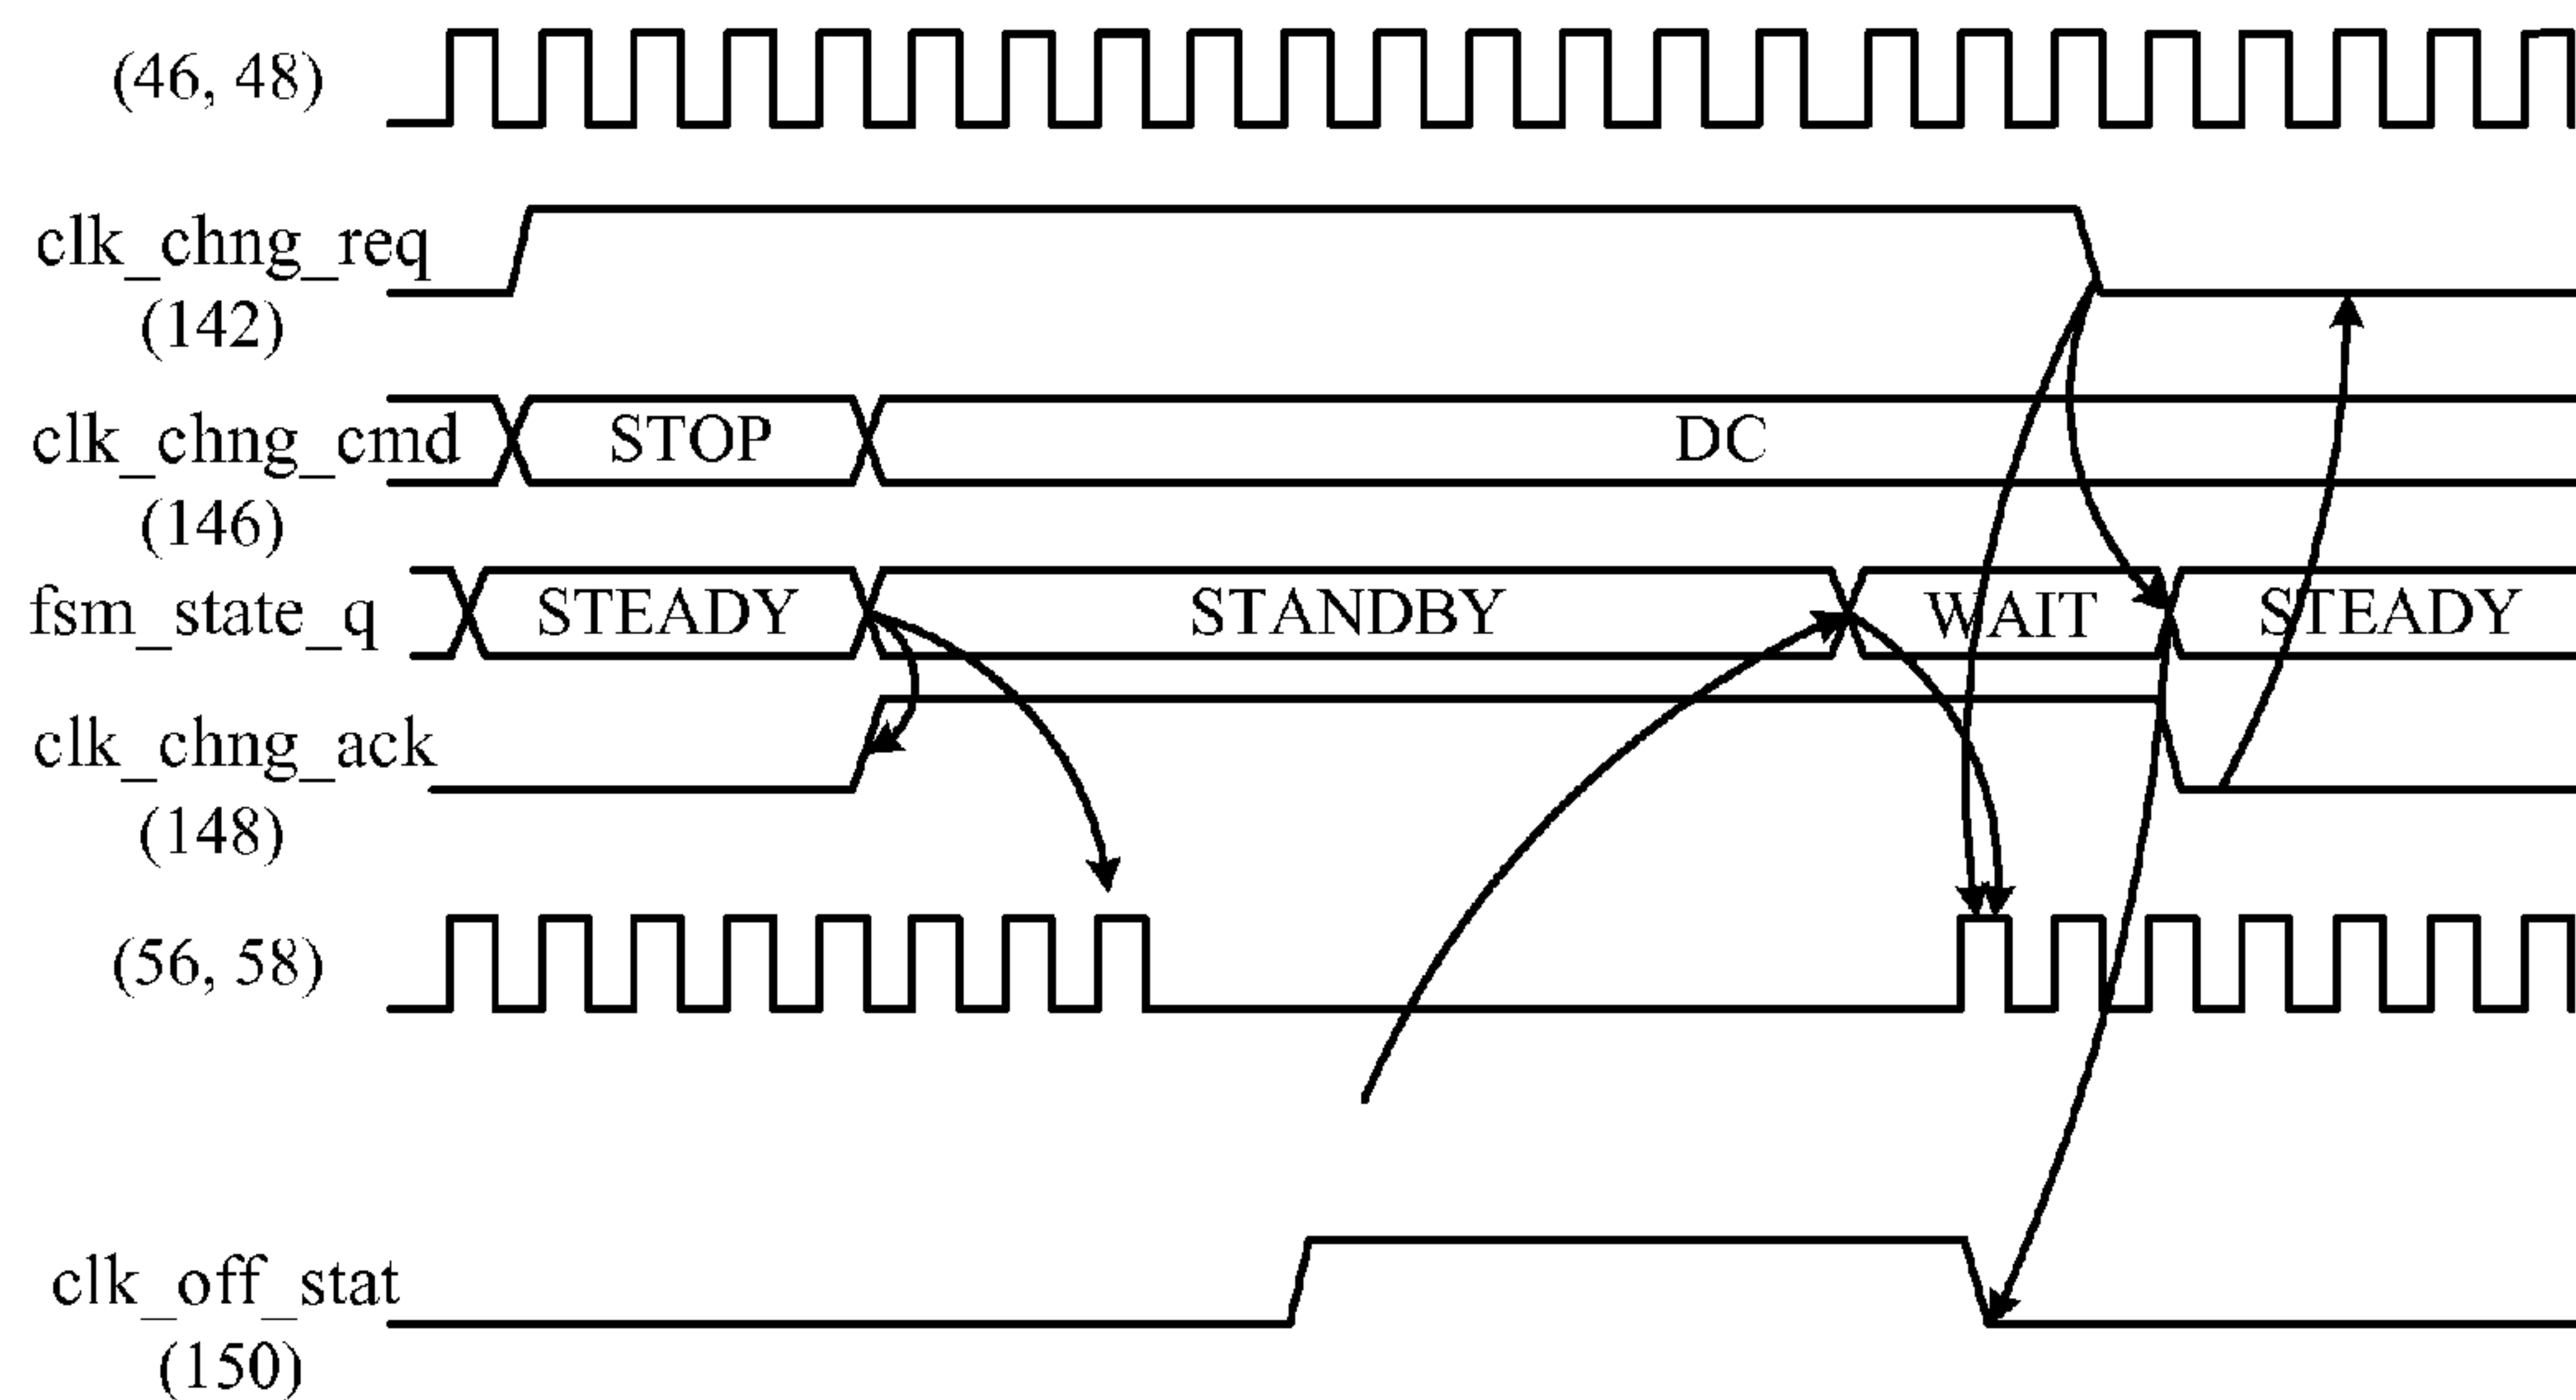 (46, 48)
clk_chng_req
(142)
clk_chng_cmd STOP DC
(146)
fsm_state_q STEADY STANDBY WAIT STEADY
clk_chng_ack
(148)
(56, 58)
clk_off_stat
(150)